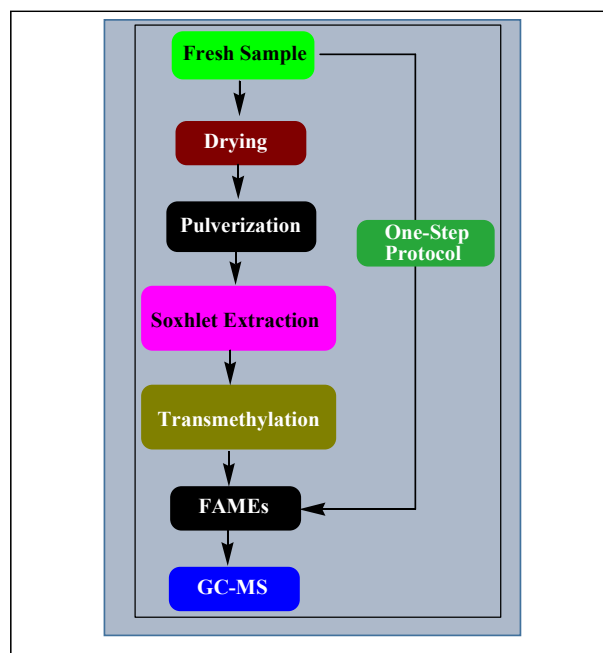 Fresh Sample
Drying
Pulverization
One-Step
Protocol
Soxhlet Extraction
Transmethylation
FAMEs
GC-MS